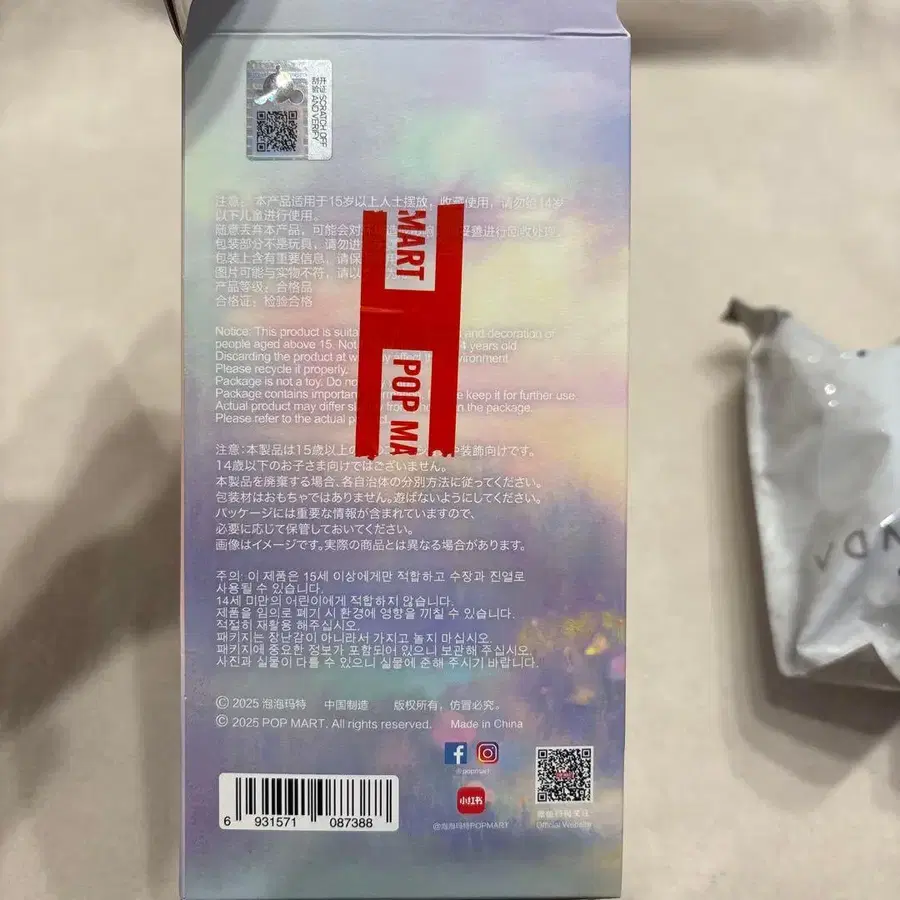 刮开验证 SCRATCH OFF AND VERIFY
注意：本产品适用于15岁以上人士摆放，收藏使用，请勿给14岁
以下儿童进行使用。
随意丢弃本产品，可能会对环 妥善进行回收处理。
包装部分不是玩具，请勿进
包装上含有重要信息，请保
图片可能与实物不符，请以
产品等级：合格品
合格证：检验合格
MART
POP MA
Notice: This product is suita and decoration of
people aged above 15. Not 4 years old.
Discarding the product at w y affect the environment.
Please recycle it properly.
Package is not a toy. Do no
Package contains important keep it for further use.
Actual product may differ sl from on the package.
Please refer to the actual p
注意：本製品は15歳以上の や装飾向けです。
14歳以下のお子さま向けではございません。
本製品を廃棄する場合、各自治体の分別方法に従ってください。
包装材はおもちゃではありません。遊ばないようにしてください。
パッケージには重要な情報が含まれていますので、
必要に応じて保管しておいてください。
画像はイメージです。実際の商品とは異なる場合があります。
주의: 이 제품은 15세 이상에게만 적합하고 수장과 진열로
사용될 수 있습니다.
14세 미만의 어린이에게 적합하지 않습니다.
제품을 임의로 폐기 시 환경에 영향을 끼칠 수 있습니다.
적절히 재활용 해주십시오.
패키지는 장난감이 아니라서 가지고 놀지 마십시오.
패키지에 중요한 정보가 포함되어 있으니 보관해 주십시오.
사진과 실물이 다를 수 있으니 실물에 준해 주시기 바랍니다.
© 2025 泡泡玛特 中国制造 版权所有，仿冒必究。
© 2025 POP MART. All rights reserved. Made in China
@popmart
小红书
@泡泡玛特POPMART
Official Website
6 931571 087388
NDA